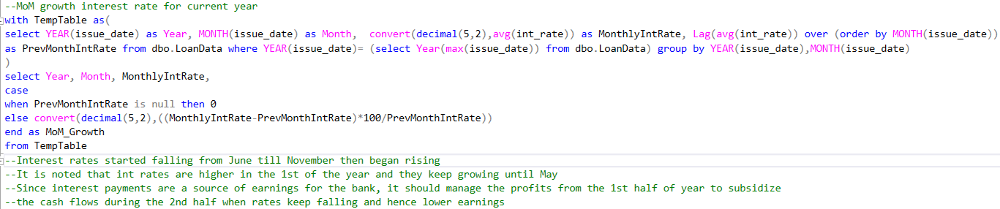 --MoM growth interest rate for current year
with TempTable as(
select YEAR(issue_date) as Year, MONTH(issue_date) as Month,  convert(decimal(5,2),avg(int_rate)) as MonthlyIntRate, Lag(avg(int_rate)) over (order by MONTH(issue_date))
as PrevMonthIntRate from dbo.LoanData where YEAR(issue_date)= (select Year(max(issue_date)) from dbo.LoanData) group by YEAR(issue_date),MONTH(issue_date)
)
select Year, Month, MonthlyIntRate,
case
when PrevMonthIntRate is null then 0
else convert(decimal(5,2),((MonthlyIntRate-PrevMonthIntRate)*100/PrevMonthIntRate))
end as MoM_Growth
from TempTable
--Interest rates started falling from June till November then began rising
--It is noted that int rates are higher in the 1st of the year and they keep growing until May
--Since interest payments are a source of earnings for the bank, it should manage the profits from the 1st half of year to subsidize
--the cash flows during the 2nd half when rates keep falling and hence lower earnings